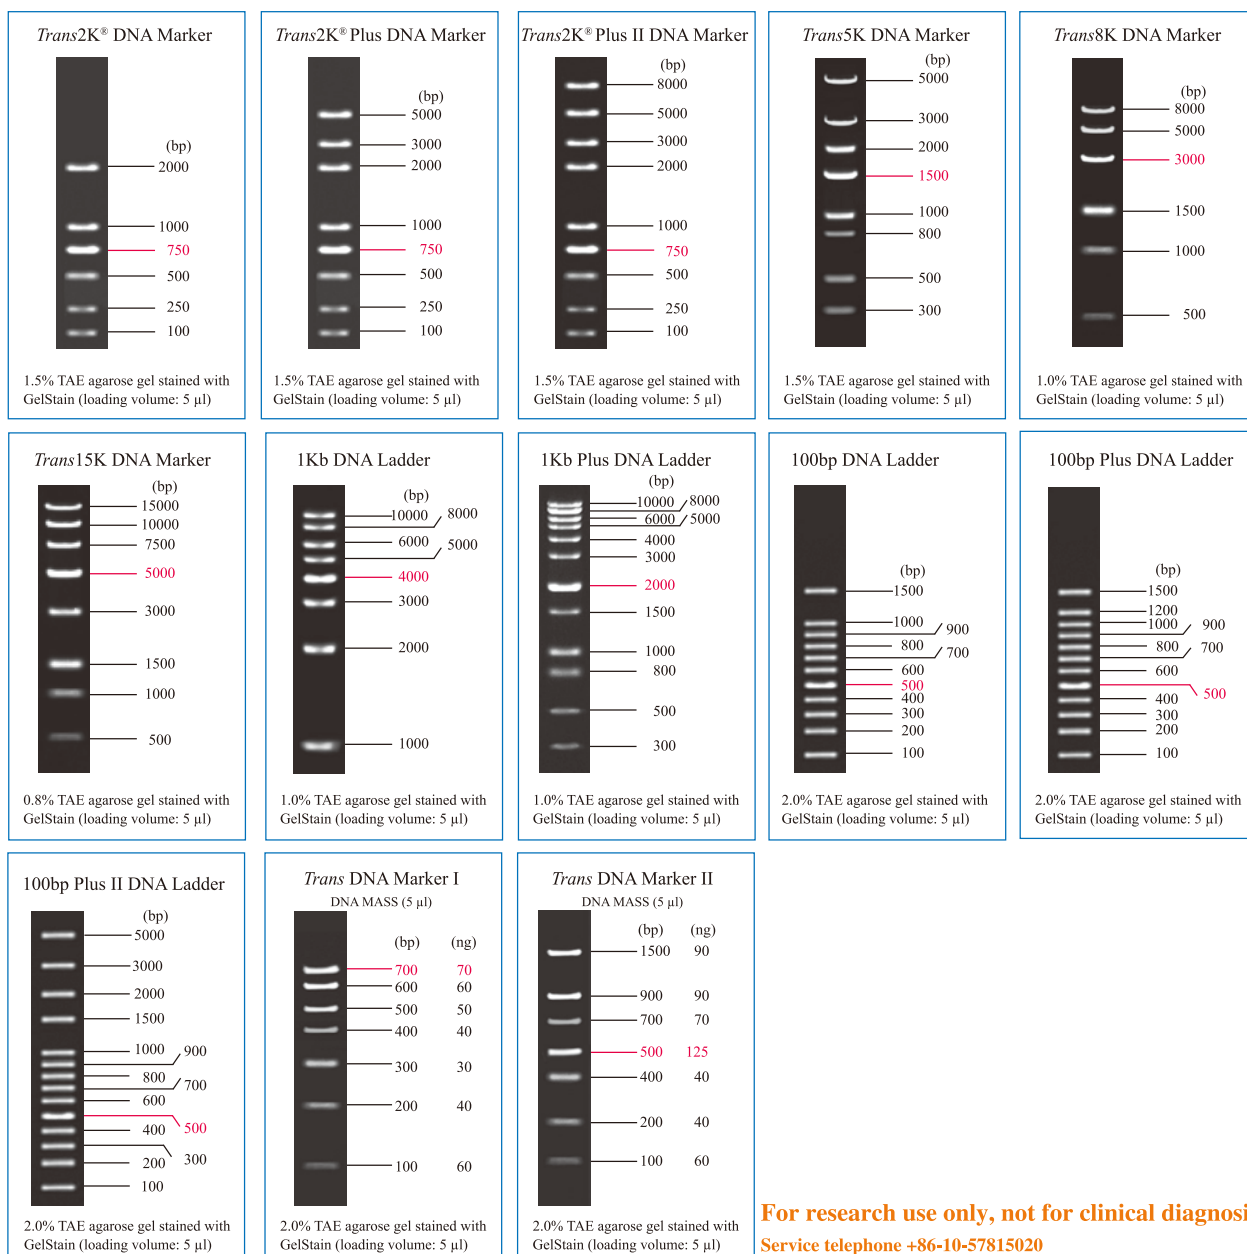 Trans2K® DNA Marker
(bp)
2000
1000
750
500
250
100
1.5% TAE agarose gel stained with
GelStain (loading volume: 5 µl)
Trans2K® Plus DNA Marker
(bp)
5000
3000
2000
1000
750
500
250
100
1.5% TAE agarose gel stained with
GelStain (loading volume: 5 µl)
Trans2K® Plus II DNA Marker
(bp)
8000
5000
3000
2000
1000
750
500
250
100
1.5% TAE agarose gel stained with
GelStain (loading volume: 5 µl)
Trans5K DNA Marker
(bp)
5000
3000
2000
1500
1000
800
500
300
1.5% TAE agarose gel stained with
GelStain (loading volume: 5 µl)
Trans8K DNA Marker
(bp)
8000
5000
3000
1500
1000
500
1.0% TAE agarose gel stained with
GelStain (loading volume: 5 µl)
Trans15K DNA Marker
(bp)
15000
10000
7500
5000
3000
1500
1000
500
0.8% TAE agarose gel stained with
GelStain (loading volume: 5 µl)
1Kb DNA Ladder
(bp)
10000 8000
6000
5000
4000
3000
2000
1000
1.0% TAE agarose gel stained with
GelStain (loading volume: 5 µl)
1Kb Plus DNA Ladder
(bp)
10000 8000
6000 5000
4000
3000
2000
1500
1000
800
500
300
1.0% TAE agarose gel stained with
GelStain (loading volume: 5 µl)
100bp DNA Ladder
(bp)
1500
1000
900
800
700
600
500
400
300
200
100
2.0% TAE agarose gel stained with
GelStain (loading volume: 5 µl)
100bp Plus DNA Ladder
(bp)
1500
1200
1000 900
800 700
600
500
400
300
200
100
2.0% TAE agarose gel stained with
GelStain (loading volume: 5 µl)
100bp Plus II DNA Ladder
(bp)
5000
3000
2000
1500
1000 900
800
700
600
500
400
300
200
100
2.0% TAE agarose gel stained with
GelStain (loading volume: 5 µl)
Trans DNA Marker I
DNA MASS (5 µl)
(bp) (ng)
700 70
600 60
500 50
400 40
300 30
200 40
100 60
2.0% TAE agarose gel stained with
GelStain (loading volume: 5 µl)
Trans DNA Marker II
DNA MASS (5 µl)
(bp) (ng)
1500 90
900 90
700 70
500 125
400 40
200 40
100 60
2.0% TAE agarose gel stained with
GelStain (loading volume: 5 µl)
For research use only, not for clinical diagnosi
Service telephone +86-10-57815020